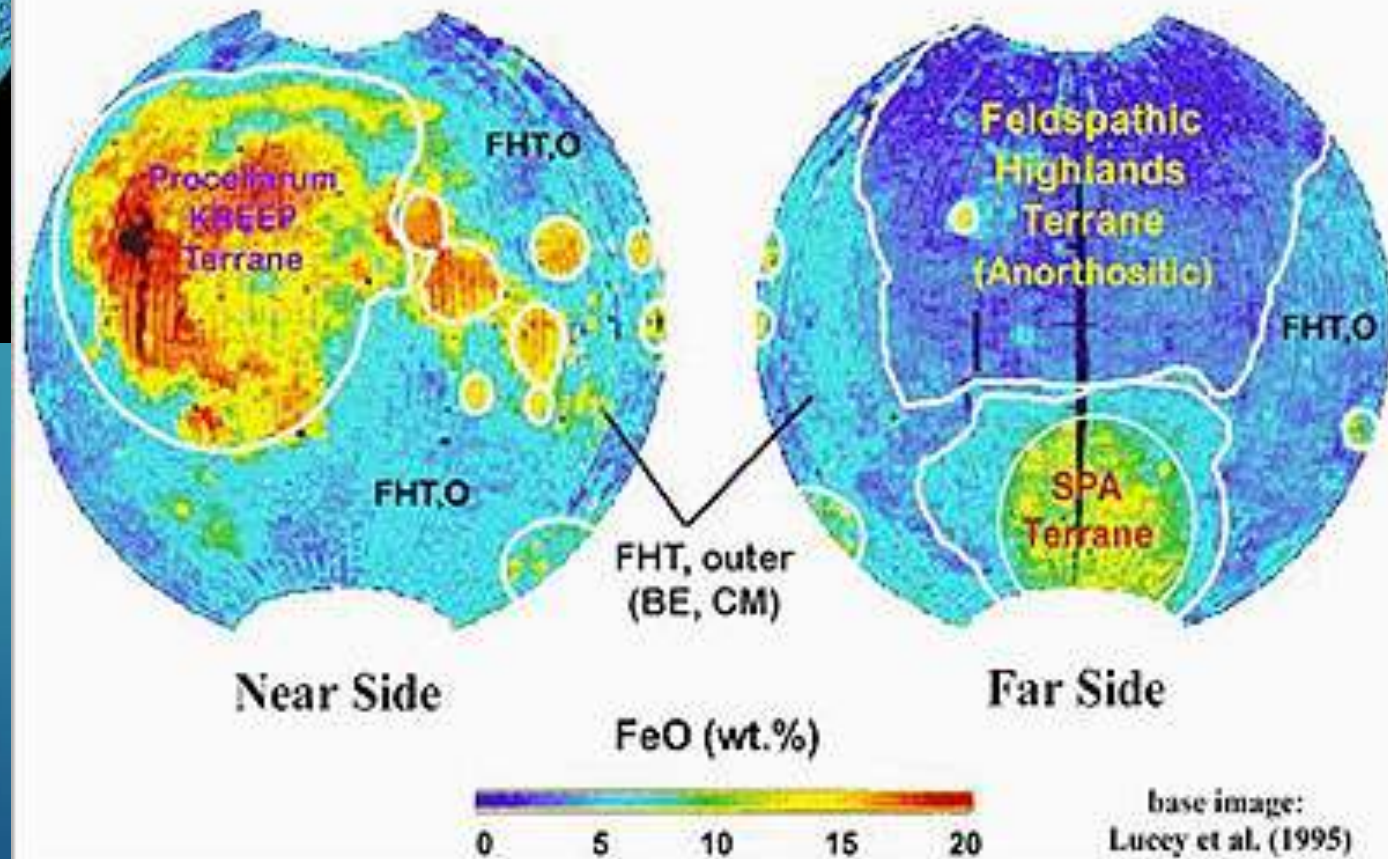 FHT,O
Procellarum
KREEP
Terrane
FHT,O
Feldspathic
Highlands
Terrane
(Anorthositic)
FHT,O
SPA
Terrane
FHT, outer
(BE, CM)
Near Side
Far Side
FeO (wt.%)
0 5 10 15 20
base image:
Lucey et al. (1995)